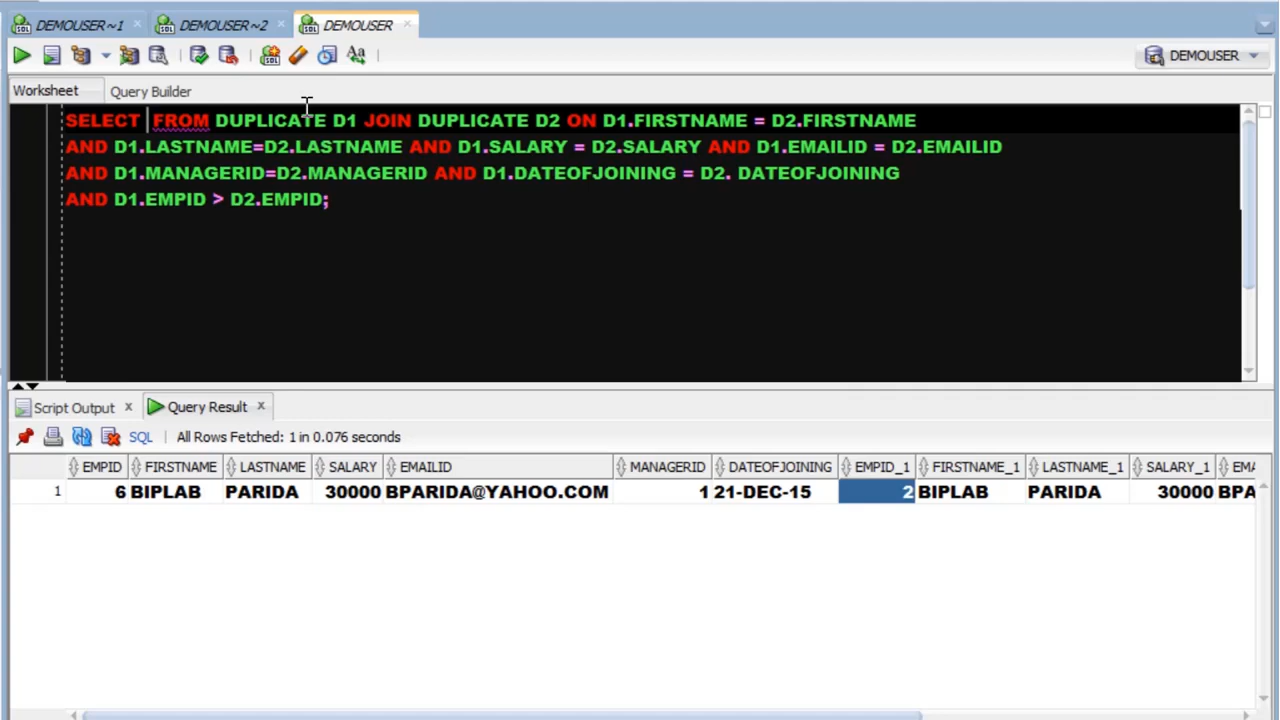 DEMOUSER~1 DEMOUSER~2 DEMOUSER
DEMOUSER
Worksheet Query Builder
SELECT FROM DUPLICATE D1 JOIN DUPLICATE D2 ON D1.FIRSTNAME = D2.FIRSTNAME
AND D1.LASTNAME=D2.LASTNAME AND D1.SALARY = D2.SALARY AND D1.EMAILID = D2.EMAILID
AND D1.MANAGERID=D2.MANAGERID AND D1.DATEOFJOINING = D2. DATEOFJOINING
AND D1.EMPID > D2.EMPID;
Script Output x Query Result x
SQL All Rows Fetched: 1 in 0.076 seconds
EMPID FIRSTNAME LASTNAME SALARY EMAILID MANAGERID DATEOFJOINING EMPID_1 FIRSTNAME_1 LASTNAME_1 SALARY_1 EMA
1 6 BIPLAB PARIDA 30000 BPARIDA@YAHOO.COM 1 21-DEC-15 2 BIPLAB PARIDA 30000 BPA